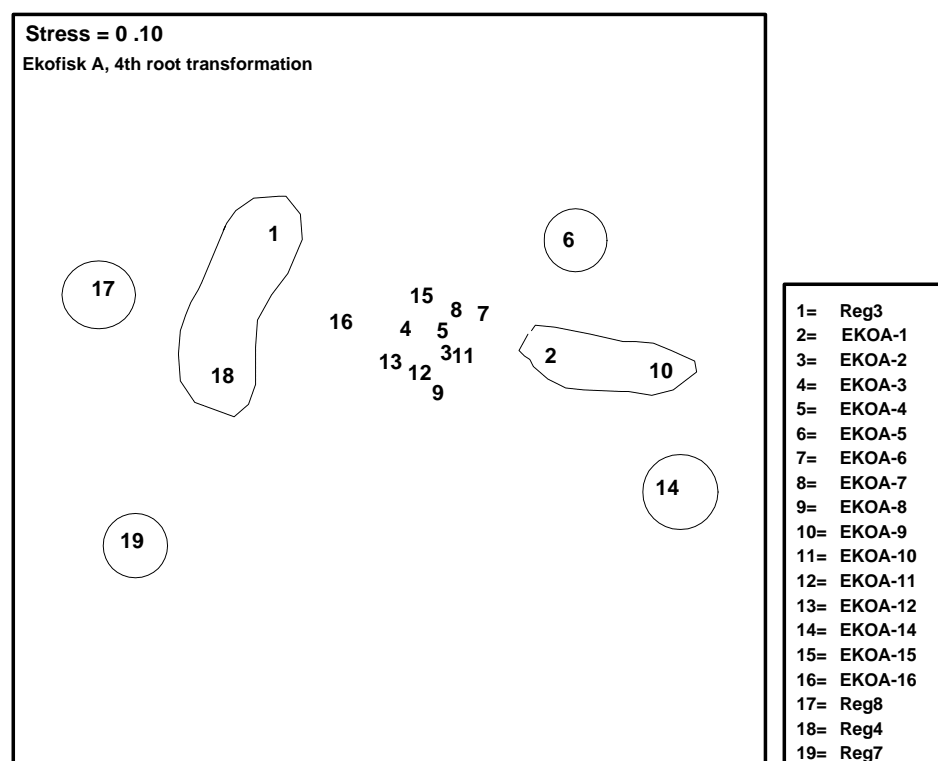 Stress = 0 .10
Ekofisk A, 4th root transformation
1
6
17
15
8
7
16
4
5
3
11
2
13
12
18
10
9
14
19
1= Reg3
2= EKOA-1
3= EKOA-2
4= EKOA-3
5= EKOA-4
6= EKOA-5
7= EKOA-6
8= EKOA-7
9= EKOA-8
10= EKOA-9
11= EKOA-10
12= EKOA-11
13= EKOA-12
14= EKOA-14
15= EKOA-15
16= EKOA-16
17= Reg8
18= Reg4
19= Reg7